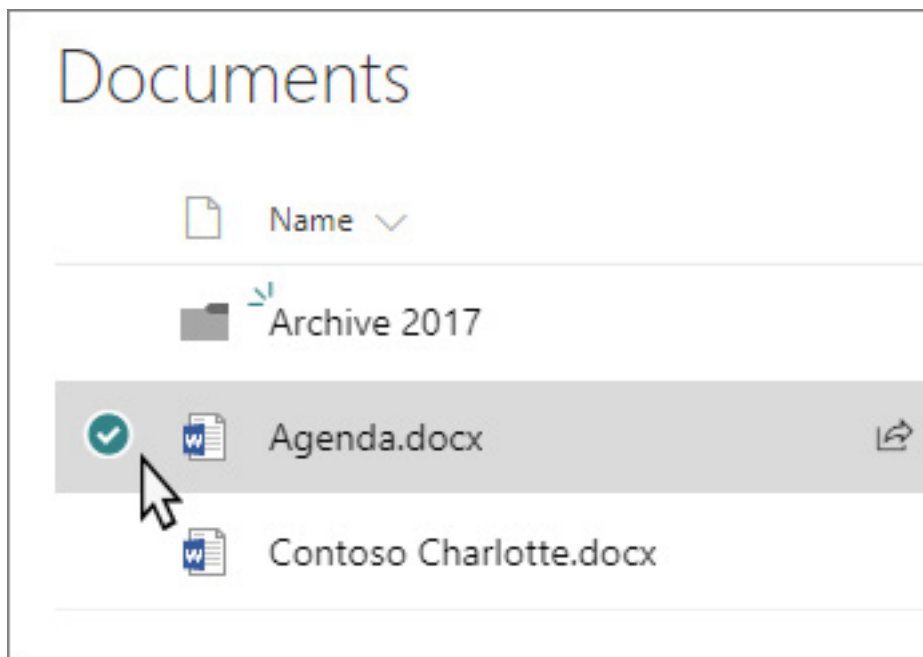 Documents
Name
Archive 2017
Agenda.docx
Contoso Charlotte.docx